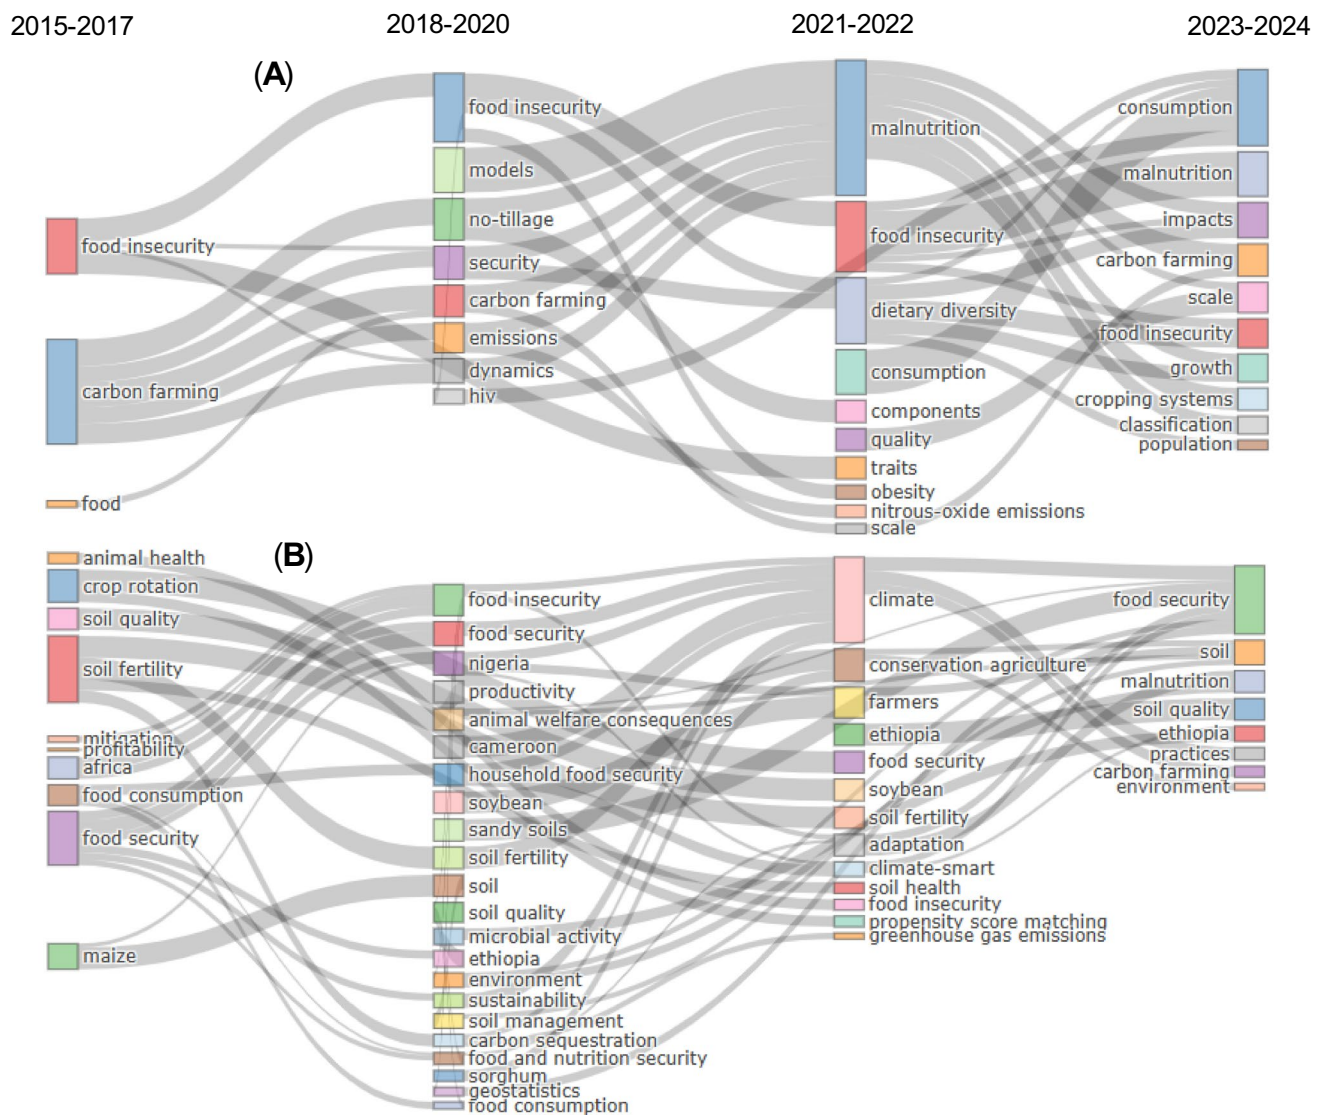 2015-2017
2018-2020
2021-2022
2023-2024
(A)
food insecurity
carbon farming
food
food insecurity
models
no-tillage
security
carbon farming
emissions
dynamics
hiv
malnutrition
food insecurity
dietary diversity
consumption
components
quality
traits
obesity
nitrous-oxide emissions
scale
consumption
malnutrition
impacts
carbon farming
scale
food insecurity
growth
cropping systems
classification
population
(B)
animal health
crop rotation
soil quality
soil fertility
mitigation
profitability
africa
food consumption
food security
maize
food insecurity
food security
nigeria
productivity
animal welfare consequences
cameroon
household food security
soybean
sandy soils
soil fertility
soil
soil quality
microbial activity
ethiopia
environment
sustainability
soil management
carbon sequestration
food and nutrition security
sorghum
geostatistics
food consumption
climate
conservation agriculture
farmers
ethiopia
food security
soybean
soil fertility
adaptation
climate-smart
soil health
food insecurity
propensity score matching
greenhouse gas emissions
food security
soil
malnutrition
soil quality
ethiopia
practices
carbon farming
environment